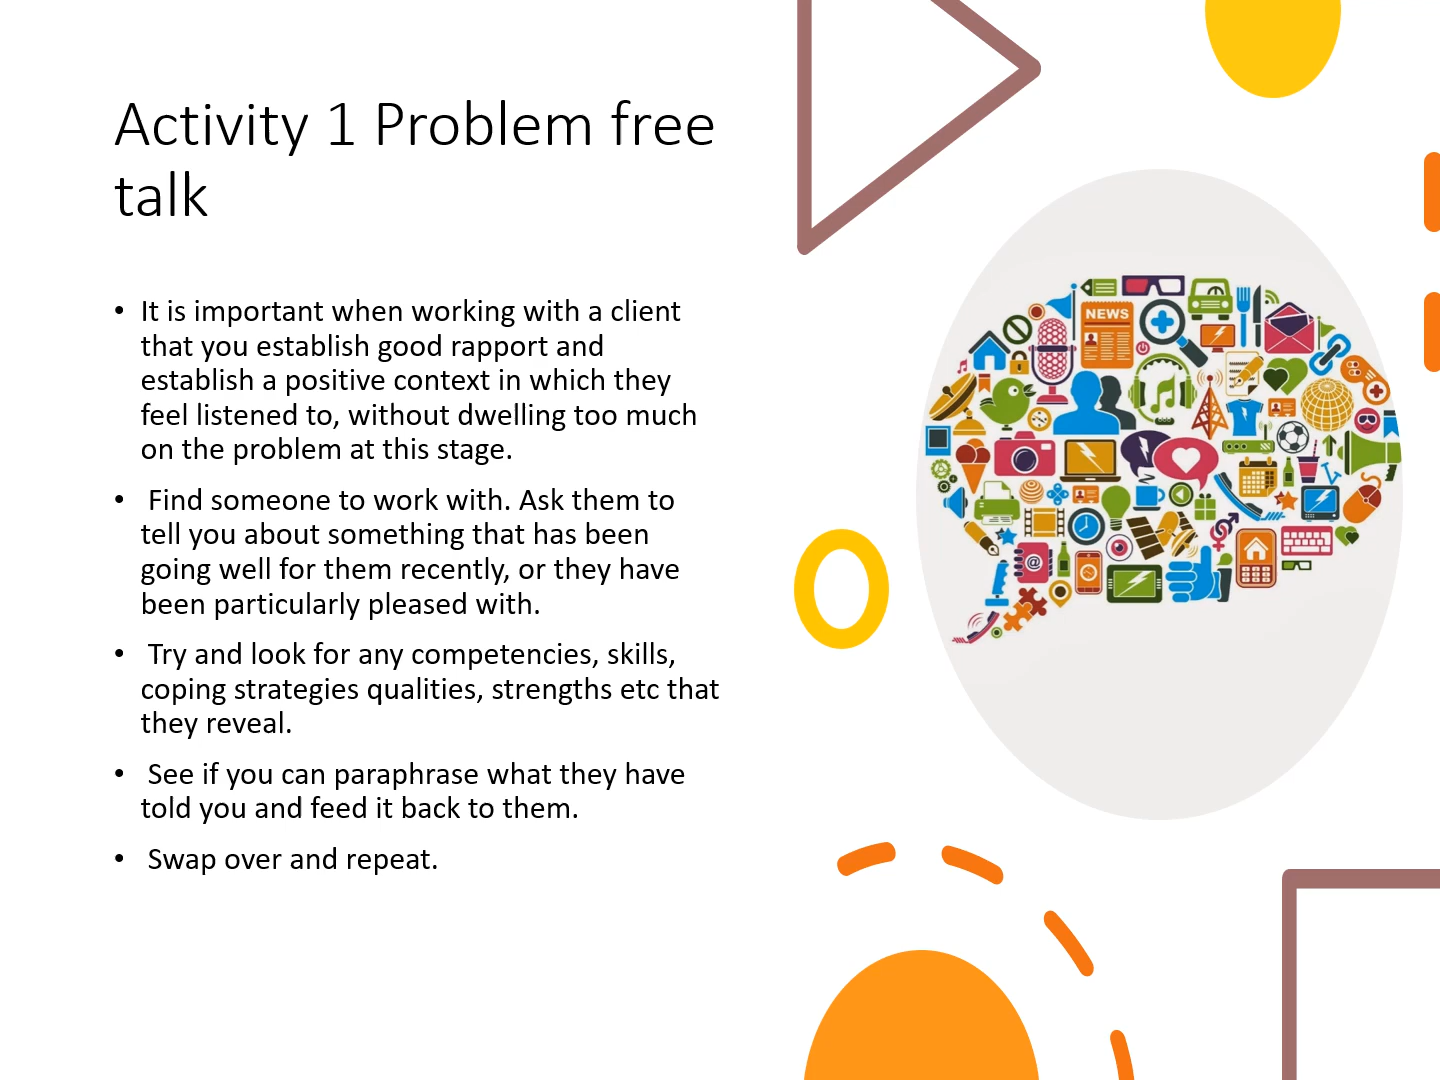 Activity 1 Problem free
talk
• It is important when working with a client
that you establish good rapport and
establish a positive context in which they
feel listened to, without dwelling too much
on the problem at this stage.
• Find someone to work with. Ask them to
tell you about something that has been
going well for them recently, or they have
been particularly pleased with.
• Try and look for any competencies, skills,
coping strategies qualities, strengths etc that
they reveal.
• See if you can paraphrase what they have
told you and feed it back to them.
• Swap over and repeat.
NEWS
@